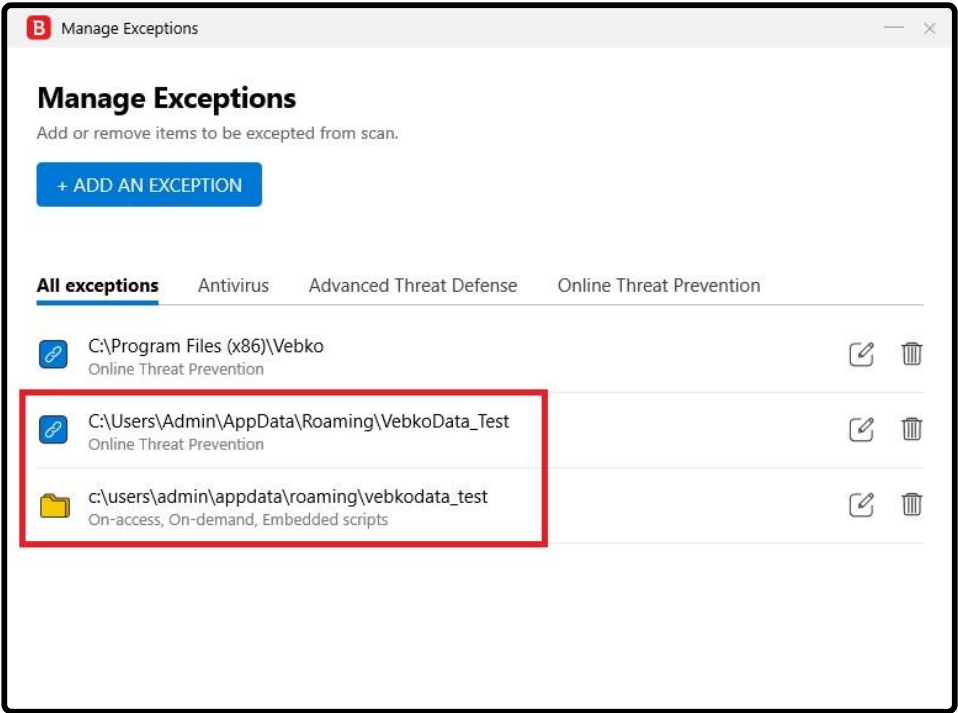 B Manage Exceptions
Manage Exceptions
Add or remove items to be excepted from scan.
+ ADD AN EXCEPTION
All exceptions Antivirus Advanced Threat Defense Online Threat Prevention
C:\Program Files (x86)\Vebko
Online Threat Prevention
C:\Users\Admin\AppData\Roaming\VebkoData_Test
Online Threat Prevention
c:\users\admin\appdata\roaming\vebkodata_test
On-access, On-demand, Embedded scripts